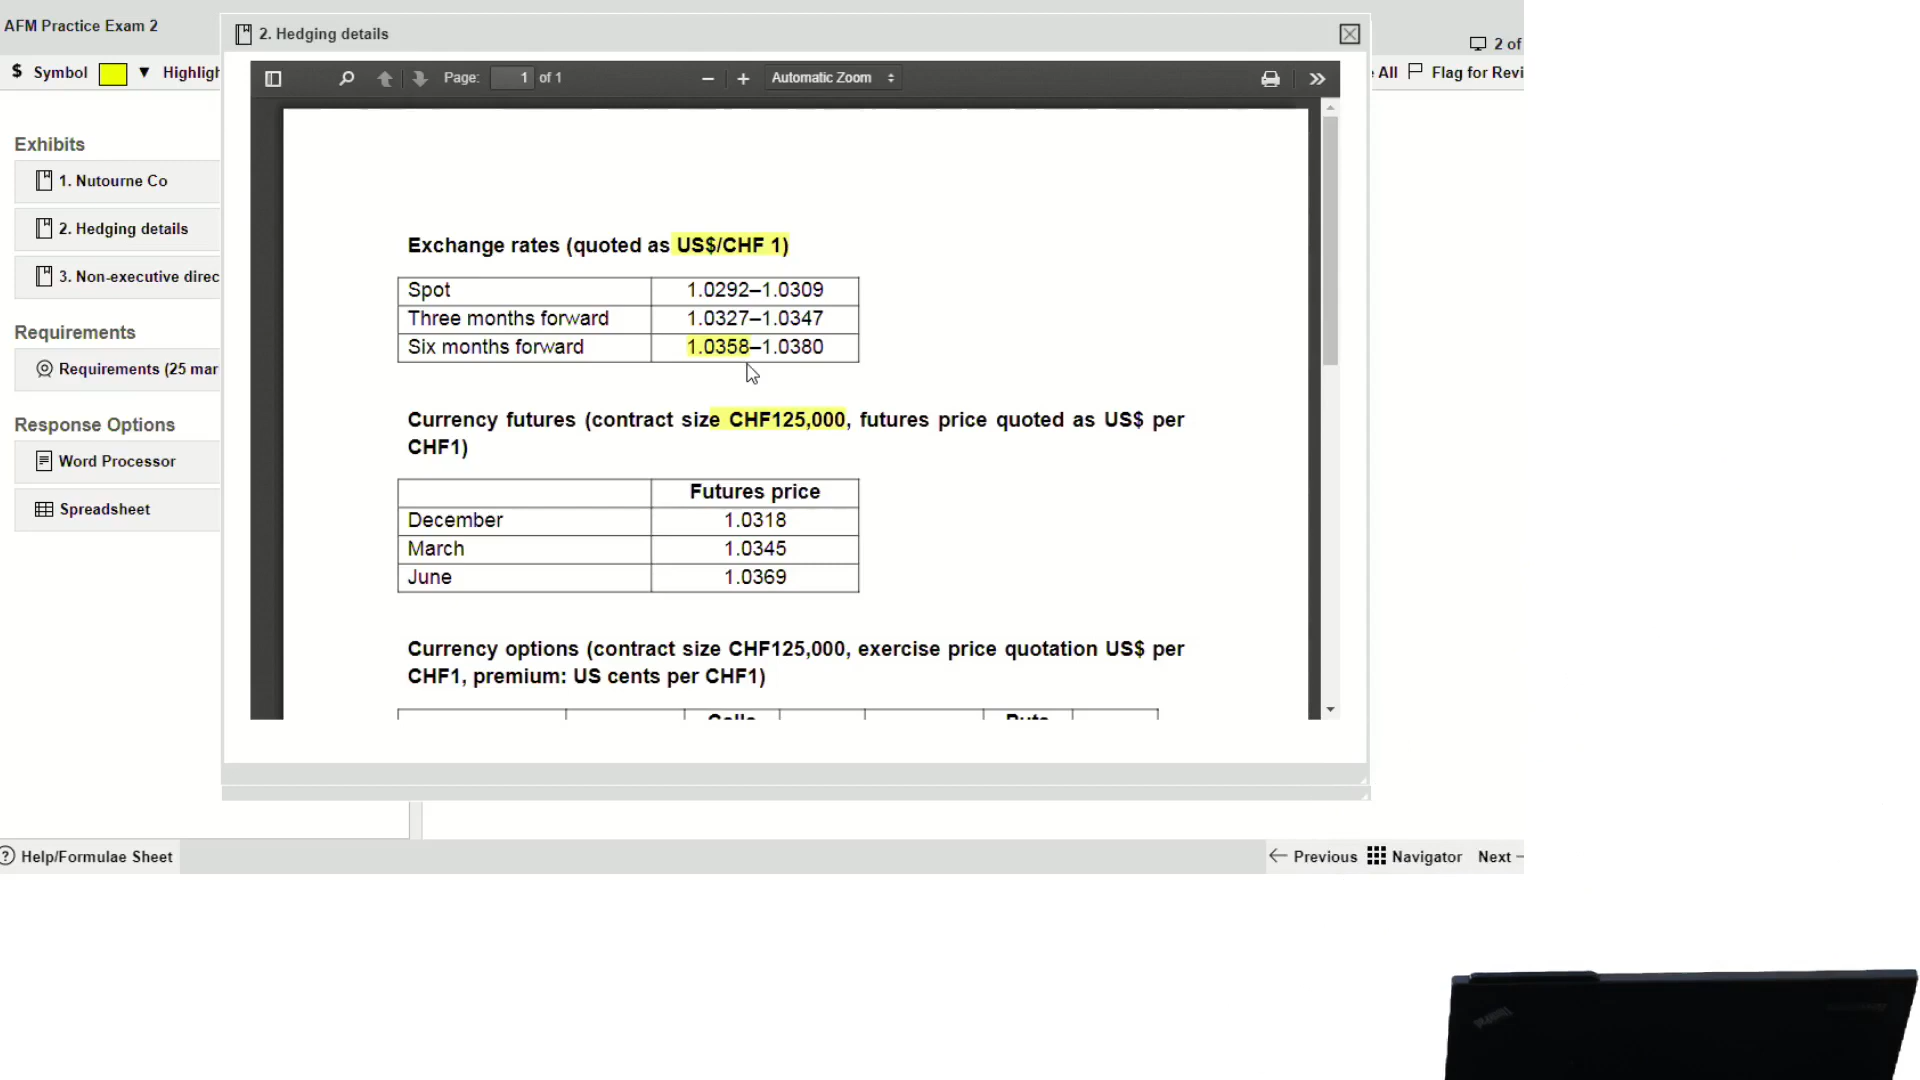 AFM Practice Exam 2
2. Hedging details
2 of
$ Symbol
Highligh
All
Flag for Revi
Page: 1 of 1
Automatic Zoom
Exhibits
1. Nutourne Co
2. Hedging details
3. Non-executive direc
Requirements
Requirements (25 mar
Response Options
Word Processor
Spreadsheet
Exchange rates (quoted as US$/CHF 1)
Spot 1.0292–1.0309
Three months forward 1.0327–1.0347
Six months forward 1.0358–1.0380
Currency futures (contract size CHF125,000, futures price quoted as US$ per
CHF1)
Futures price
December 1.0318
March 1.0345
June 1.0369
Currency options (contract size CHF125,000, exercise price quotation US$ per
CHF1, premium: US cents per CHF1)
Calls Puts
Help/Formulae Sheet
Previous
Navigator
Next